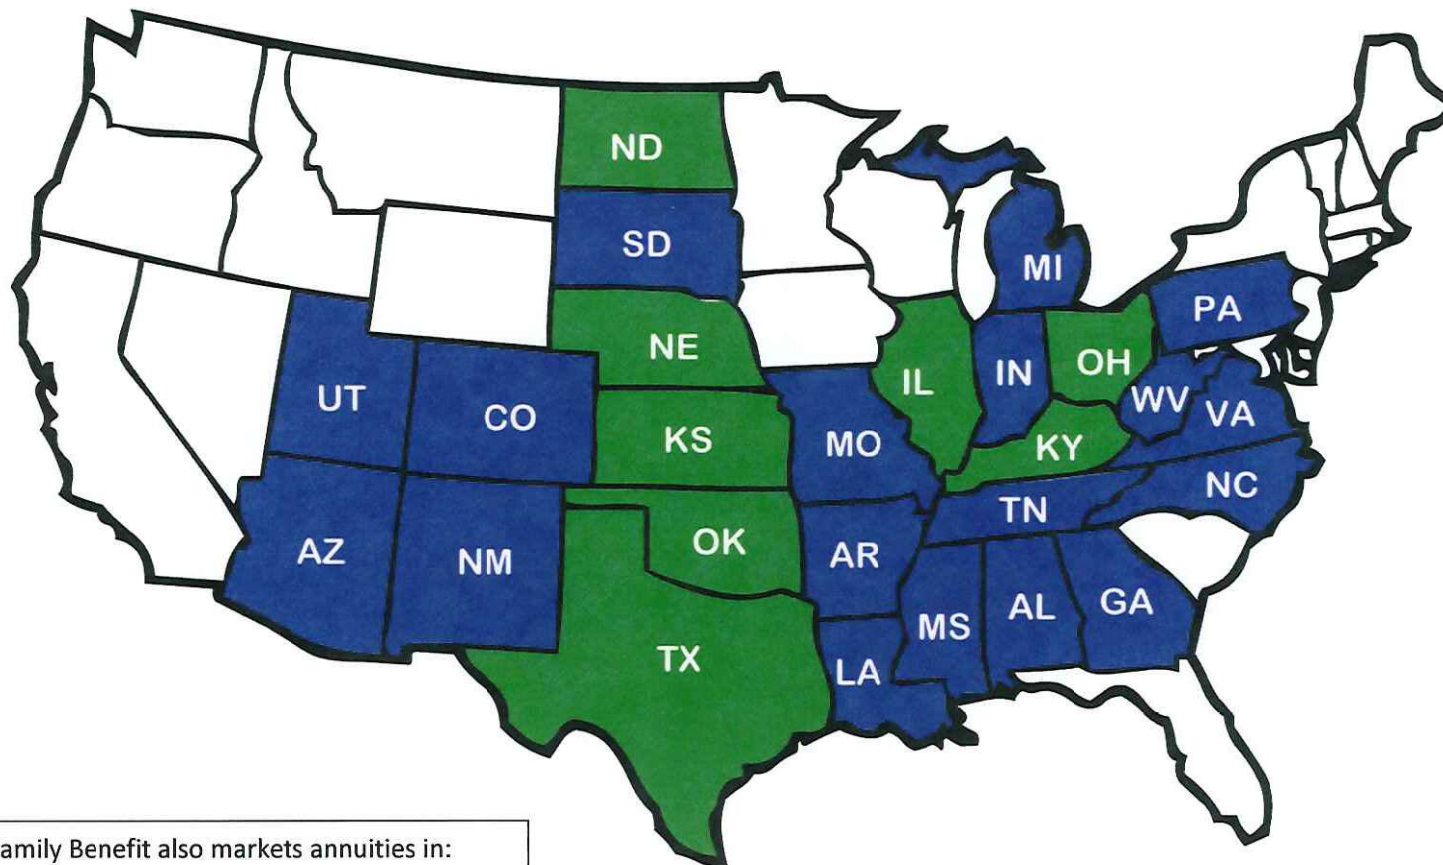 ND
SD
MI
PA
NE
OH
IN
IL
UT
WV
VA
CO
KS
MO
KY
NC
TN
OK
AZ
NM
AR
GA
AL
MS
TX
LA
amily Benefit also markets annuities in: